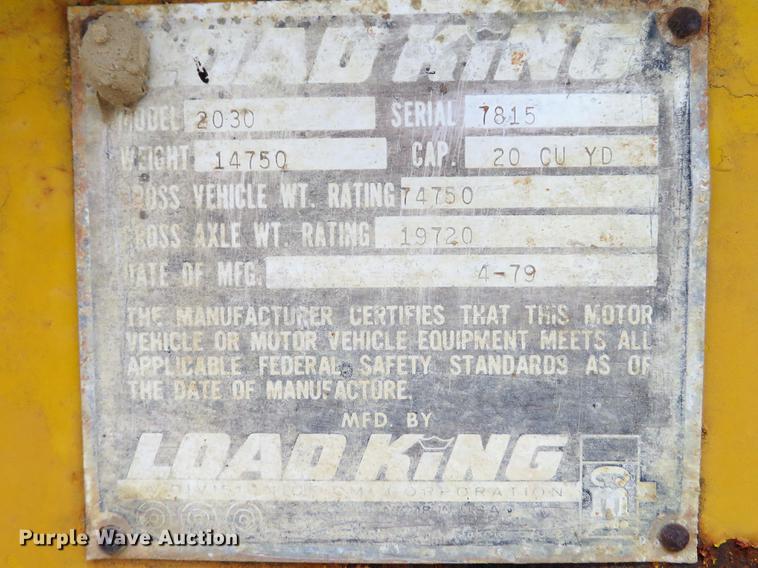 LOAD KING
MODEL 2030 SERIAL 7815
WEIGHT 14750 CAP. 20 CU YD
GROSS VEHICLE WT. RATING 74750
GROSS AXLE WT. RATING 19720
DATE OF MFG. 4-79
THE MANUFACTURER CERTIFIES THAT THIS MOTOR
VEHICLE OR MOTOR VEHICLE EQUIPMENT MEETS ALL
APPLICABLE FEDERAL SAFETY STANDARDS AS OF
THE DATE OF MANUFACTURE.
MFD. BY
LOAD KING
CORPORATION
Purple Wave Auction